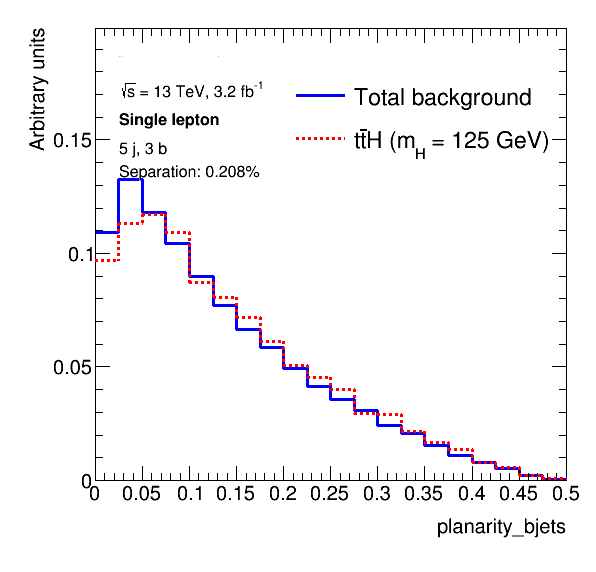 Arbitrary units
√s = 13 TeV, 3.2 fb⁻¹
Single lepton
5 j, 3 b
Separation: 0.208%
Total background
tt̄H (m_H = 125 GeV)
0.15
0.1
0.05
0
0 0.05 0.1 0.15 0.2 0.25 0.3 0.35 0.4 0.45 0.5
planarity_bjets